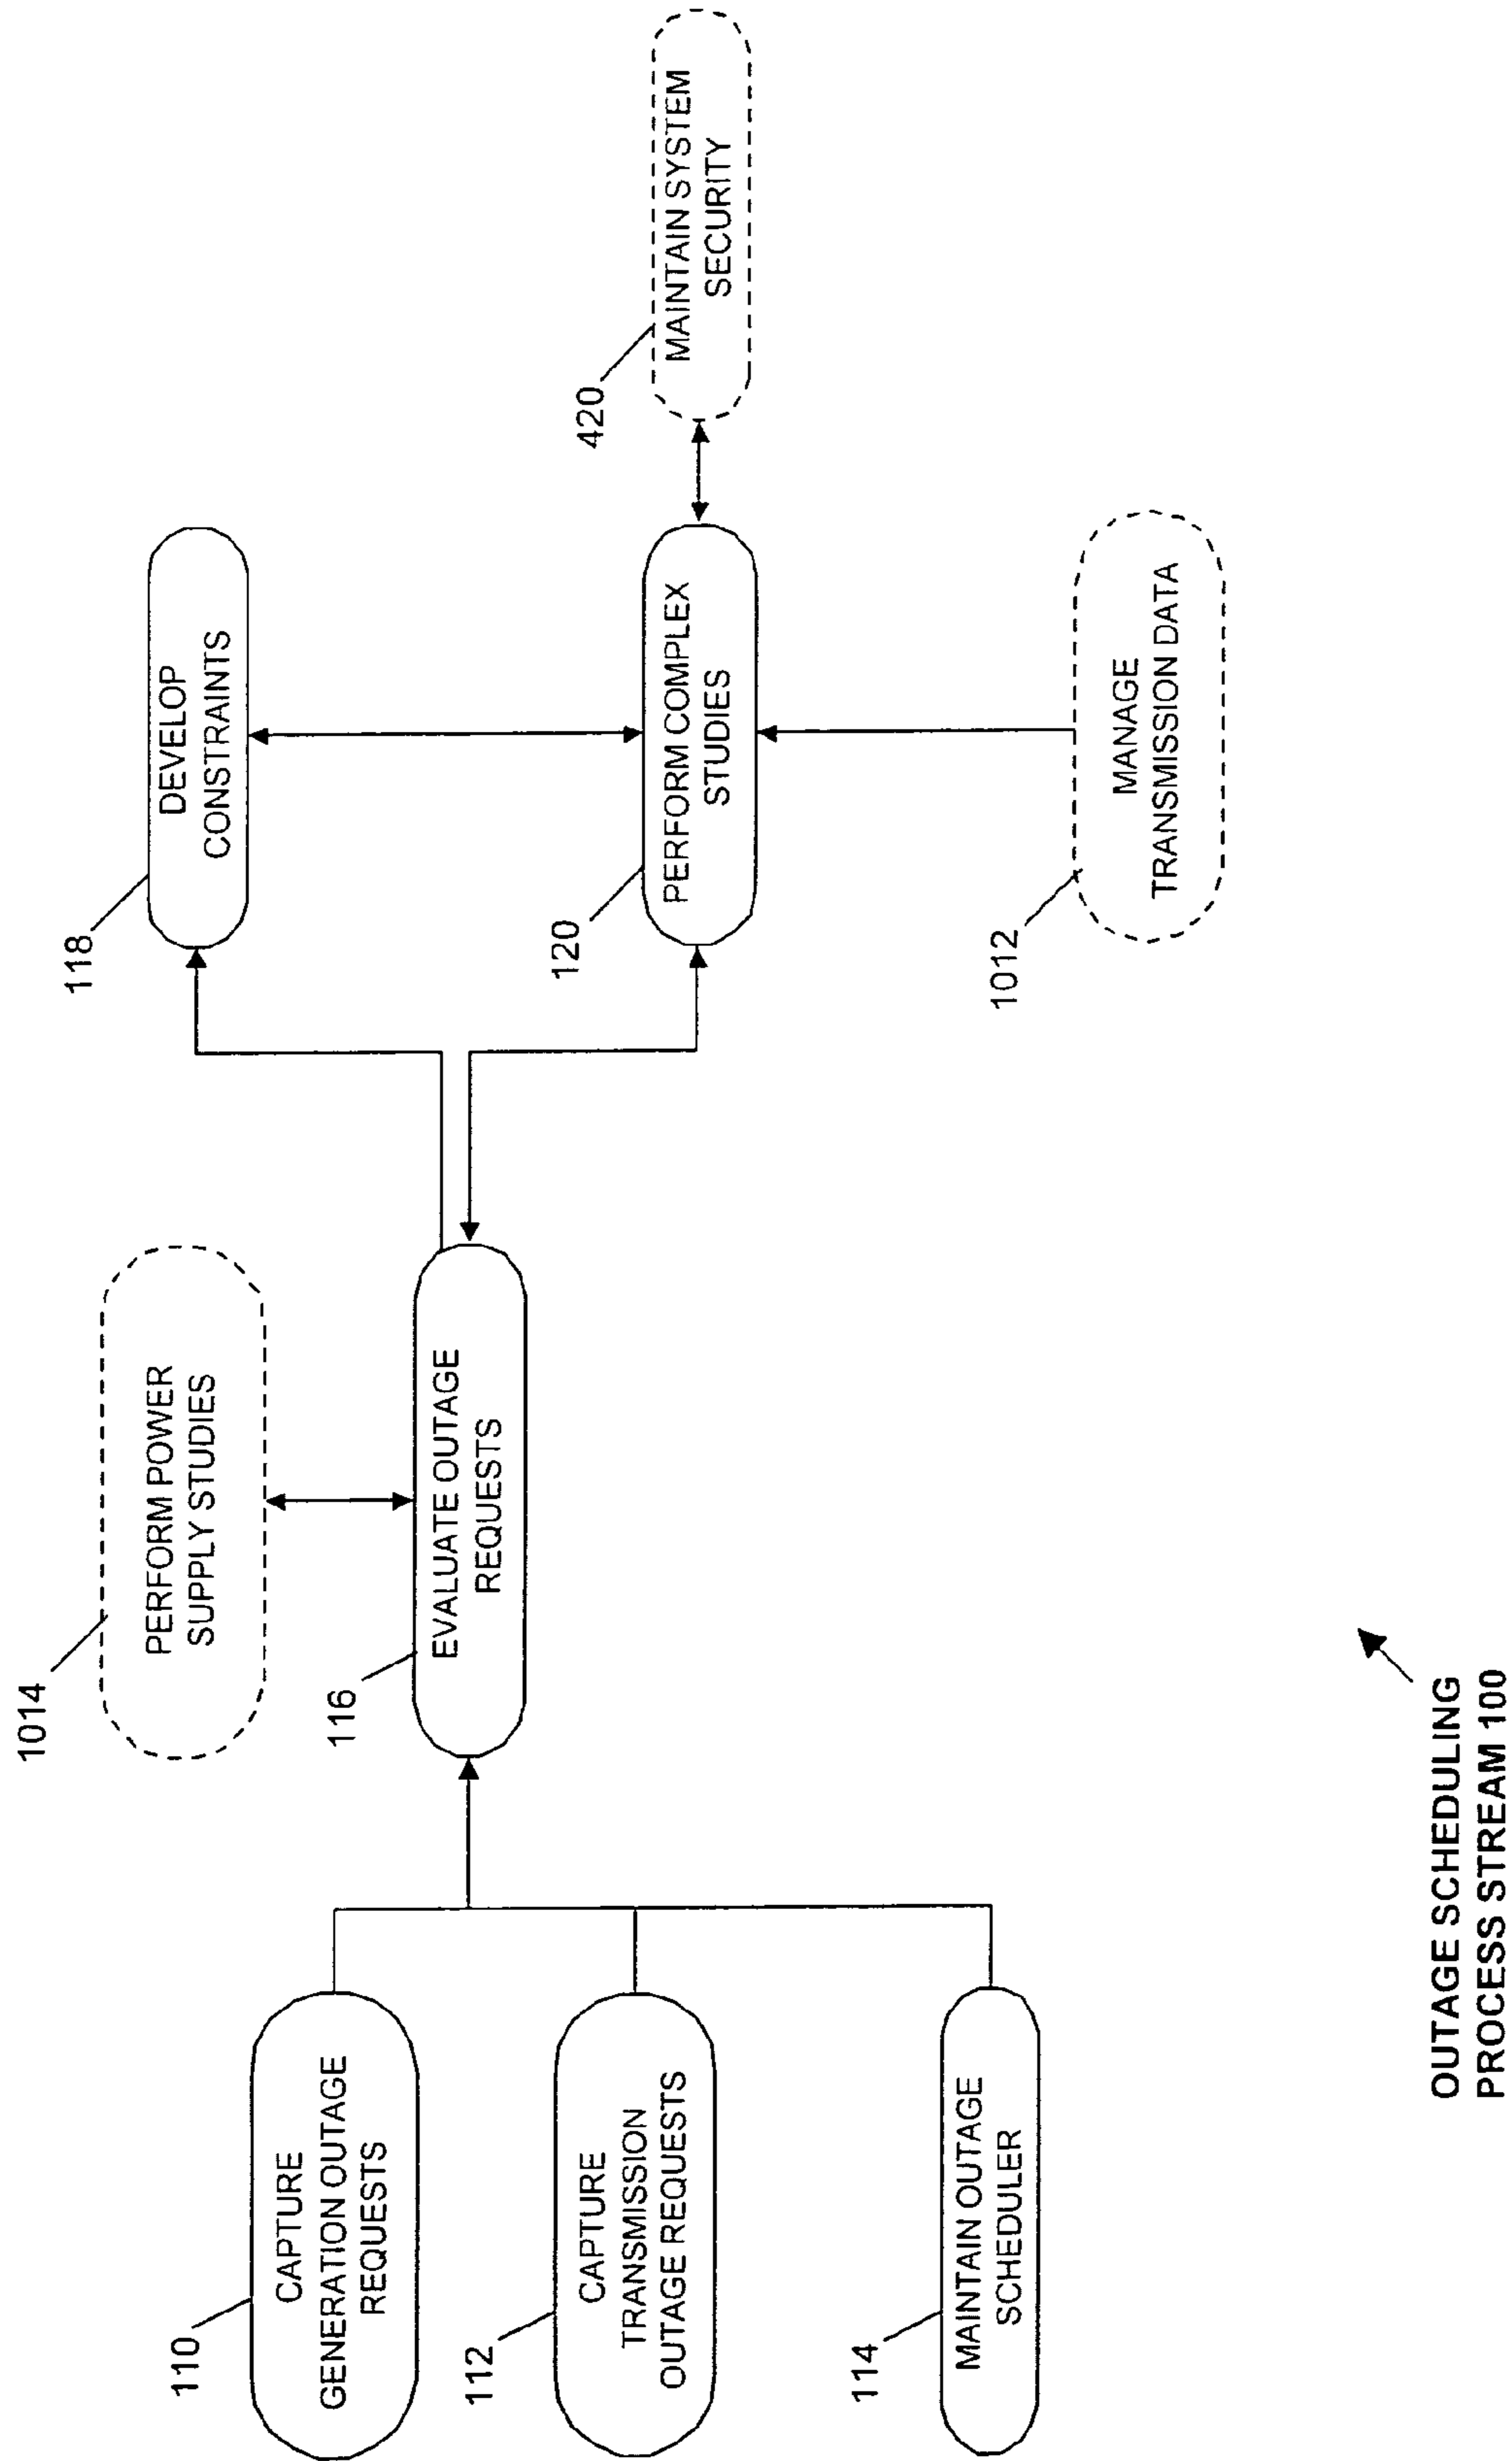 110
CAPTURE
GENERATION OUTAGE
REQUESTS
112
CAPTURE
TRANSMISSION
OUTAGE REQUESTS
114
MAINTAIN OUTAGE
SCHEDULER
1014
PERFORM POWER
SUPPLY STUDIES
116
EVALUATE OUTAGE
REQUESTS
118
DEVELOP
CONSTRAINTS
120
PERFORM COMPLEX
STUDIES
1012
MANAGE
TRANSMISSION DATA
420
MAINTAIN SYSTEM
SECURITY
OUTAGE SCHEDULING
PROCESS STREAM 100